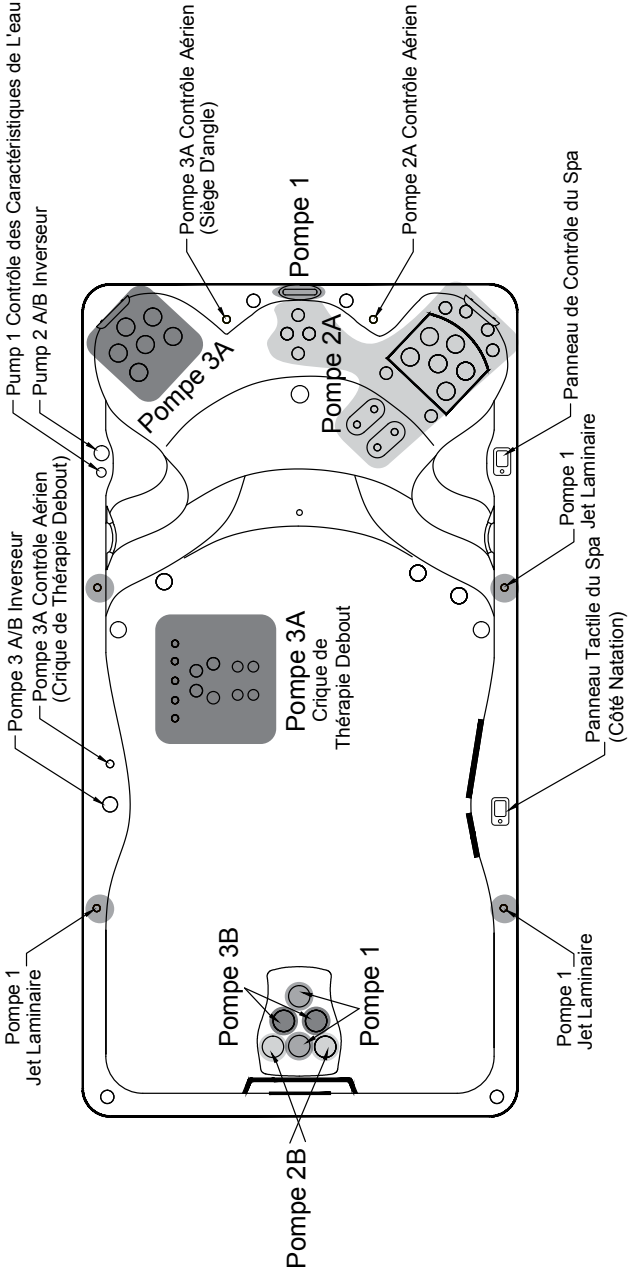 Pump 1 Contrôle des Caractéristiques de L'eau
Pump 2 A/B Inverseur
Pompe 3 A/B Inverseur
Pompe 3A Contrôle Aérien
(Crique de Thérapie Debout)
Pompe 1
Jet Laminaire
Pompe 3A Contrôle Aérien
(Siège D'angle)
Pompe 1
Pompe 2A Contrôle Aérien
Pompe 3A
Pompe 2A
Pompe 3A
Crique de
Thérapie Debout
Pompe 3B
Pompe 1
Pompe 2B
Pompe 1
Jet Laminaire
Panneau Tactile du Spa
(Côté Natation)
Pompe 1
Jet Laminaire
Panneau de Contrôle du Spa